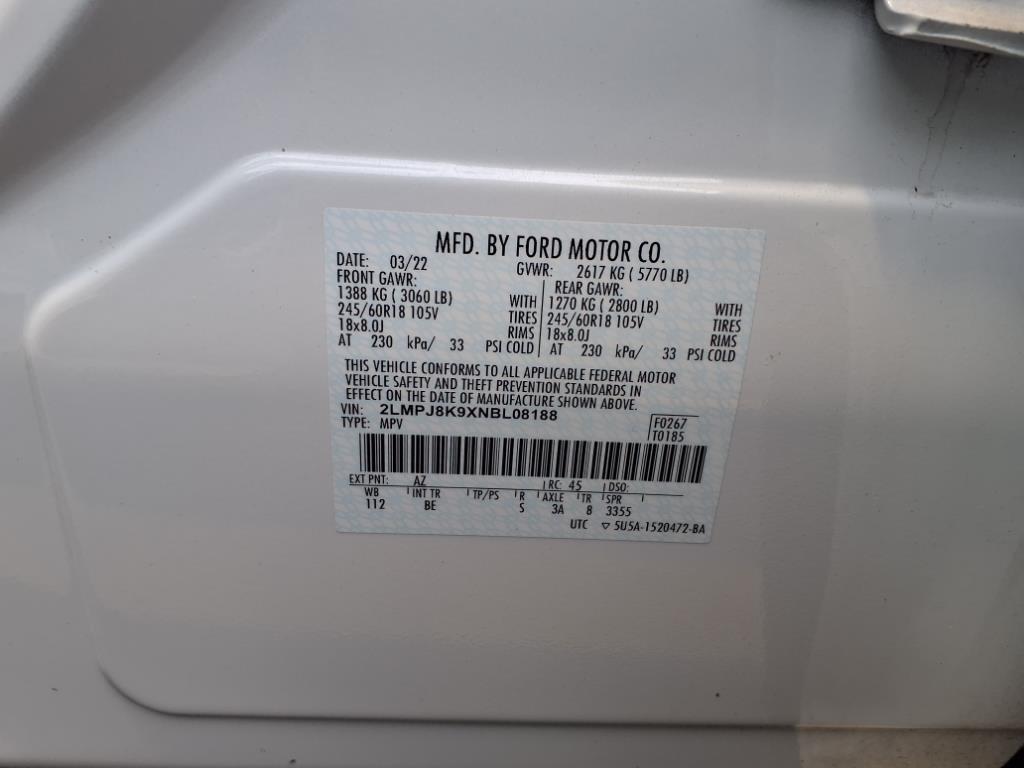 MFD. BY FORD MOTOR CO.
DATE: 03/22 GVWR: 2617 KG ( 5770 LB)
FRONT GAWR: REAR GAWR:
1388 KG ( 3060 LB) WITH 1270 KG ( 2800 LB) WITH
245/60R18 105V TIRES 245/60R18 105V TIRES
18x8.0J RIMS 18x8.0J RIMS
AT 230 kPa/ 33 PSI COLD AT 230 kPa/ 33 PSI COLD
THIS VEHICLE CONFORMS TO ALL APPLICABLE FEDERAL MOTOR
VEHICLE SAFETY AND THEFT PREVENTION STANDARDS IN
EFFECT ON THE DATE OF MANUFACTURE SHOWN ABOVE.
VIN: 2LMPJ8K9XNBL08188 F0267
TYPE: MPV T0185
EXT PNT: AZ RC: 45 DSO:
WB INT TR TP/PS R AXLE TR SPR
112 BE S 3A 8 3355
UTC ▽ 5U5A-1520472-BA